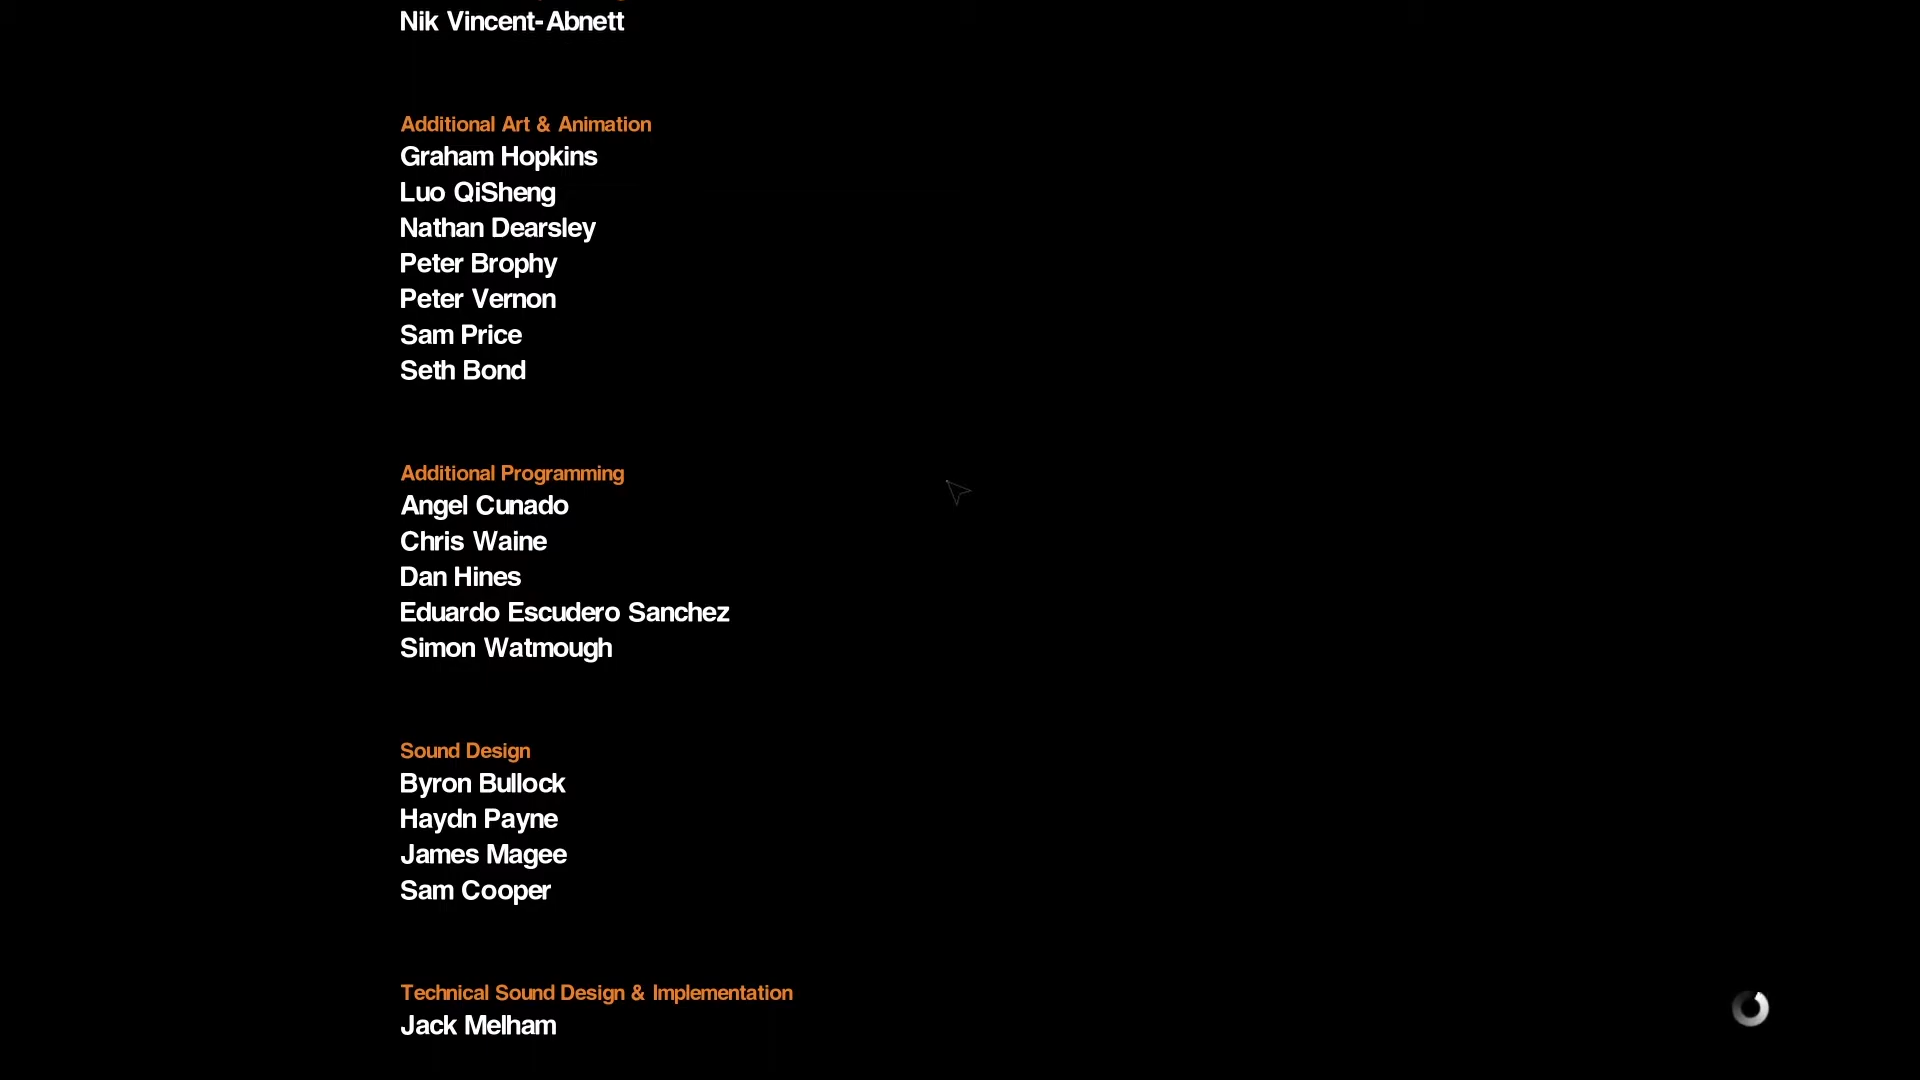 Nik Vincent-Abnett
Additional Art & Animation
Graham Hopkins
Luo QiSheng
Nathan Dearsley
Peter Brophy
Peter Vernon
Sam Price
Seth Bond
Additional Programming
Angel Cunado
Chris Waine
Dan Hines
Eduardo Escudero Sanchez
Simon Watmough
Sound Design
Byron Bullock
Haydn Payne
James Magee
Sam Cooper
Technical Sound Design & Implementation
Jack Melham